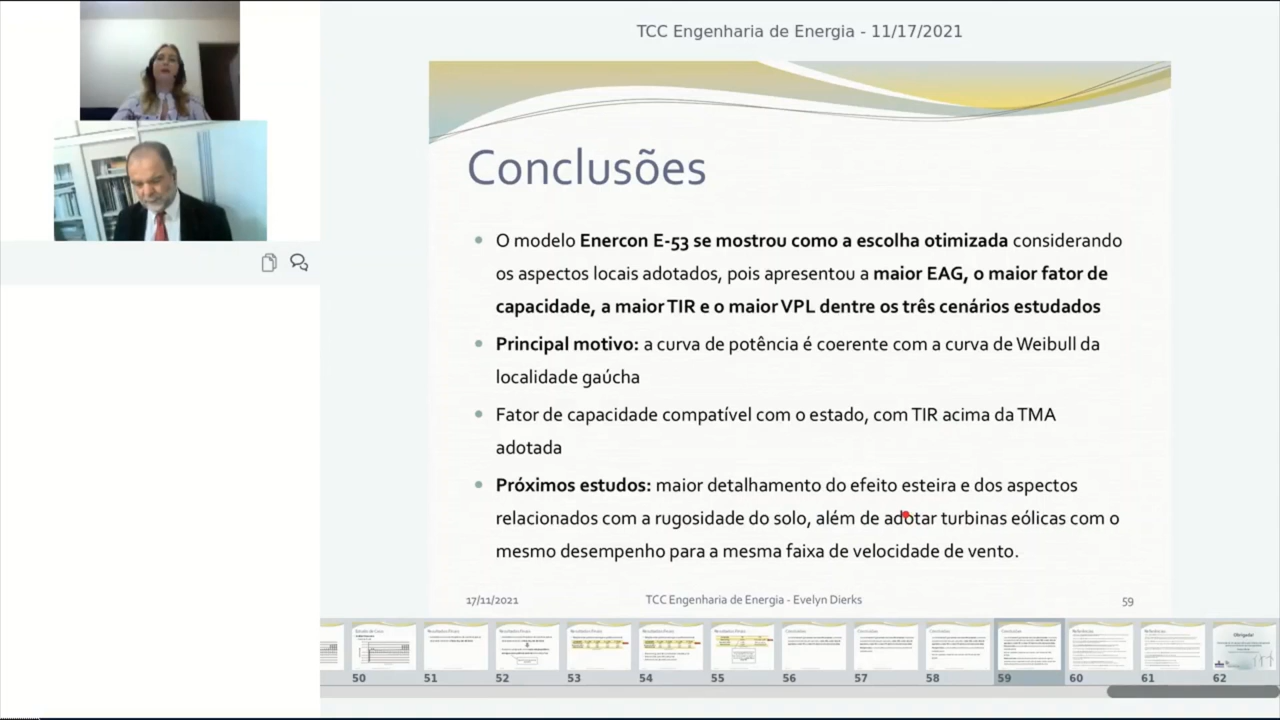 TCC Engenharia de Energia - 11/17/2021
Conclusões
O modelo Enercon E-53 se mostrou como a escolha otimizada considerando
os aspectos locais adotados, pois apresentou a maior EAG, o maior fator de
capacidade, a maior TIR e o maior VPL dentre os três cenários estudados
Principal motivo: a curva de potência é coerente com a curva de Weibull da
localidade gaúcha
Fator de capacidade compatível com o estado, com TIR acima da TMA
adotada
Próximos estudos: maior detalhamento do efeito esteira e dos aspectos
relacionados com a rugosidade do solo, além de adotar turbinas eólicas com o
mesmo desempenho para a mesma faixa de velocidade de vento.
17/11/2021 TCC Engenharia de Energia - Evelyn Dierks 59
50 51 52 53 54 55 56 57 58 59 60 61 62